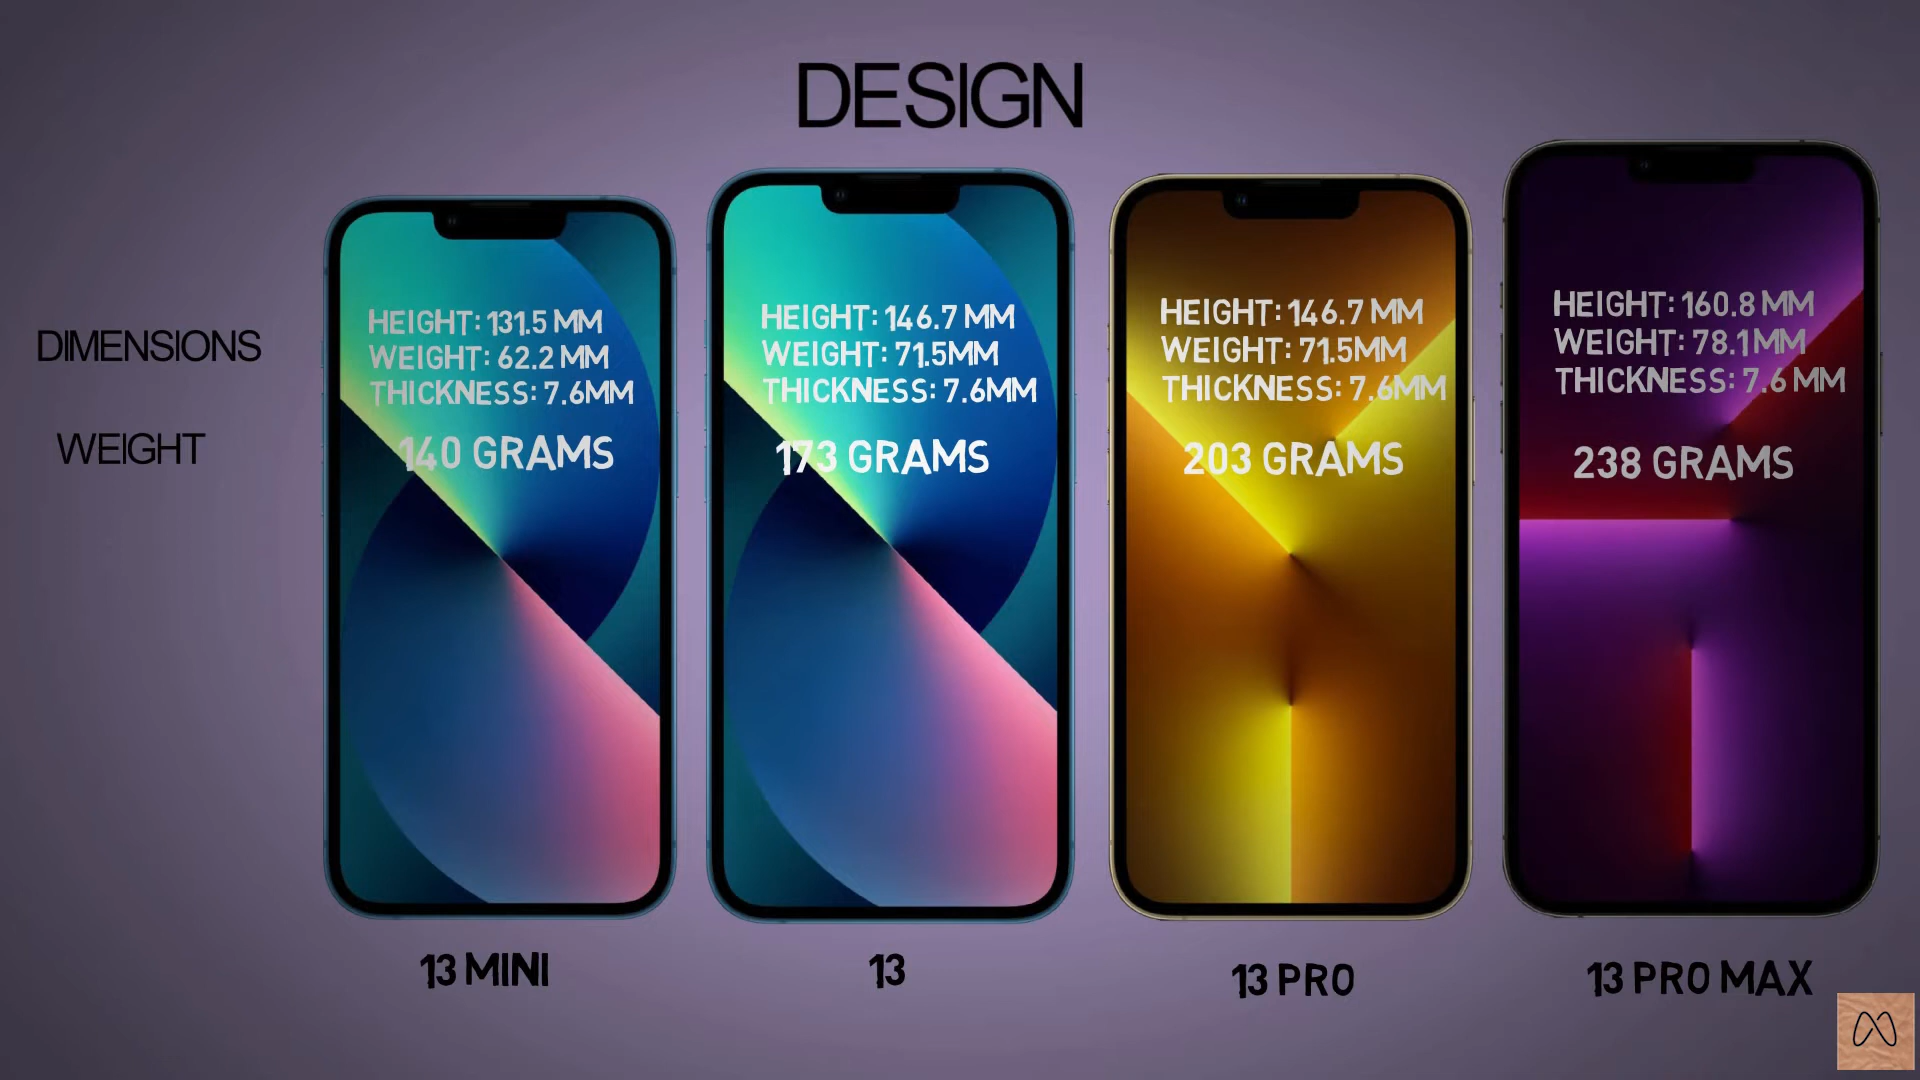 DESIGN
DIMENSIONS
WEIGHT
HEIGHT: 131.5 MM
WEIGHT: 62.2 MM
THICKNESS: 7.6MM
140 GRAMS
HEIGHT: 146.7 MM
WEIGHT: 71.5MM
THICKNESS: 7.6MM
173 GRAMS
HEIGHT: 146.7 MM
WEIGHT: 71.5MM
THICKNESS: 7.6MM
203 GRAMS
HEIGHT: 160.8 MM
WEIGHT: 78.1MM
THICKNESS: 7.6 MM
238 GRAMS
13 MINI
13
13 PRO
13 PRO MAX